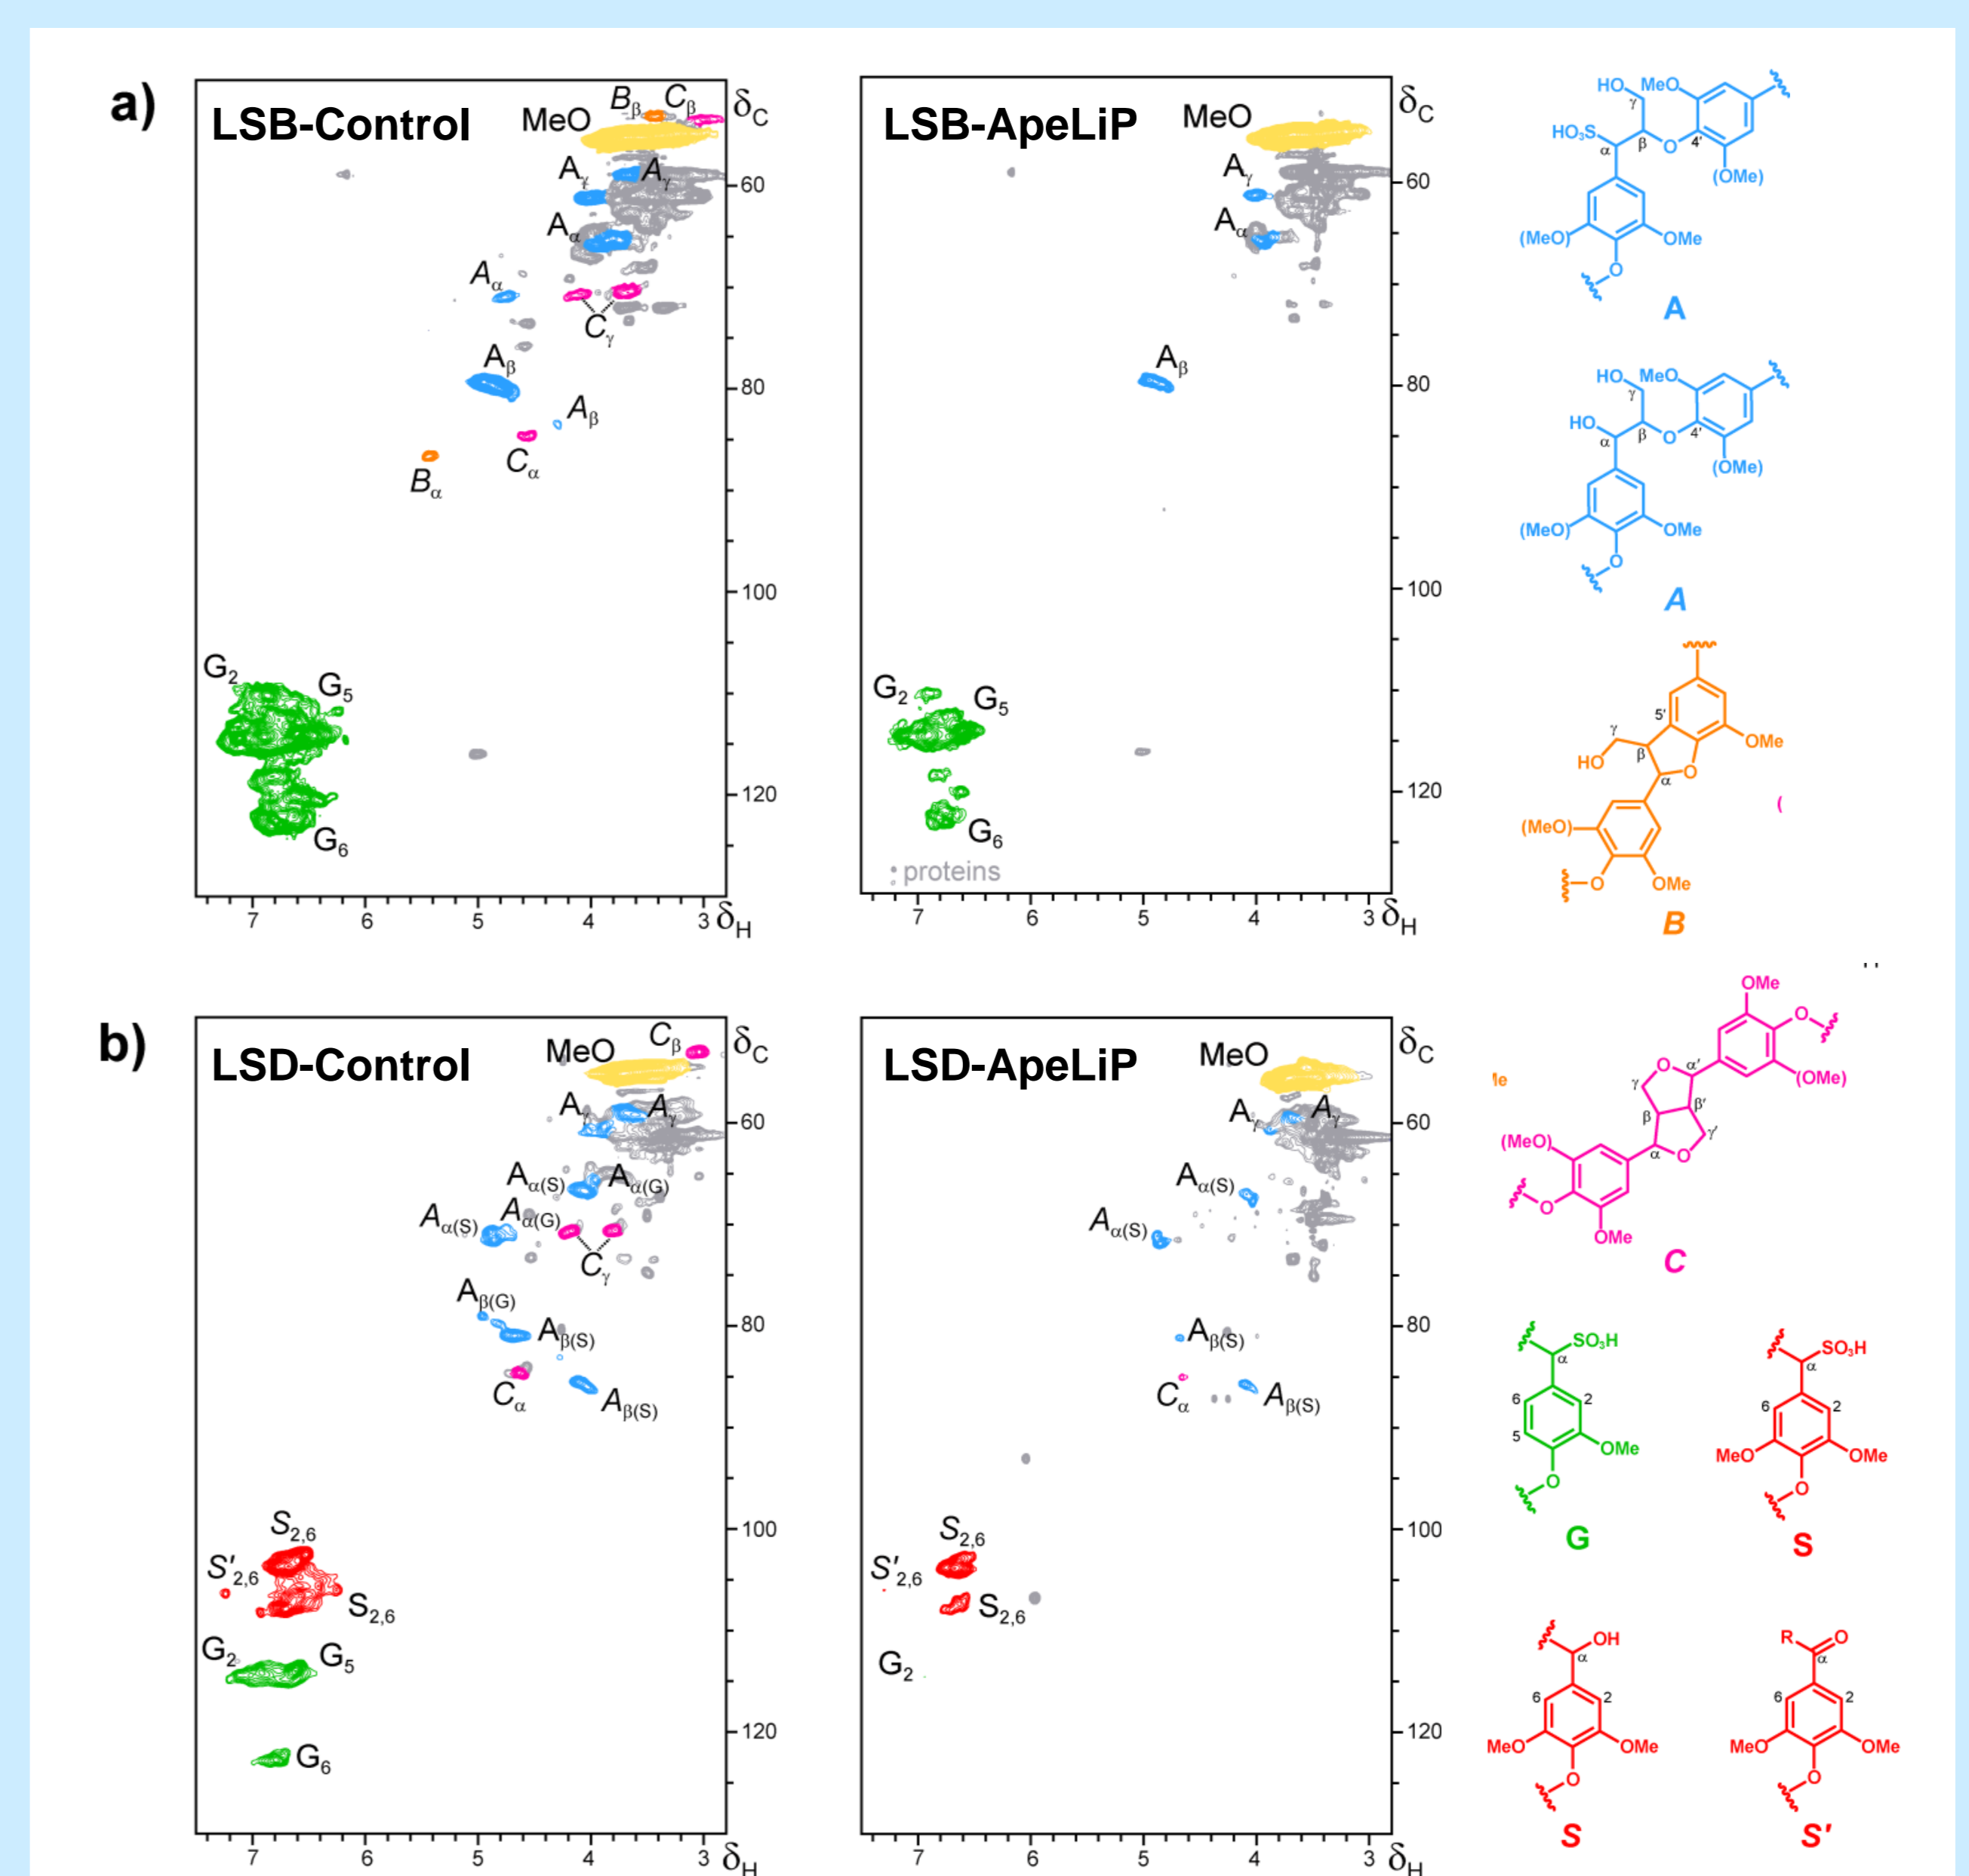 a)
LSB-Control
MeO
Bβ
Cβ
δC
Aγ
Aγ
Aα
Aα
Cγ
Aβ
Aβ
Cα
Bα
G2
G5
G6
60
80
100
120
7
6
5
4
3
δH
LSB-ApeLiP
MeO
δC
Aγ
Aα
Aβ
G2
G5
G6
: proteins
60
80
100
120
7
6
5
4
3
δH
HO
MeO
γ
HO3S
α
β
O
4'
(OMe)
(MeO)
OMe
O
A
HO
MeO
γ
HO
α
β
O
4'
(OMe)
(MeO)
OMe
O
A
5'
γ
OMe
HO
β
O
α
(MeO)
O
OMe
B
(
b)
LSD-Control
MeO
Cβ
δC
Aγ
Aγ
Aα(S)
Aα(G)
Aα(S)
Aα(G)
Cγ
Aβ(G)
Aβ(S)
Cα
Aβ(S)
S2,6
S'2,6
S2,6
G2
G5
G6
60
80
100
120
7
6
5
4
3
δH
LSD-ApeLiP
MeO
δC
Aγ
Aγ
Aα(S)
Aα(S)
Aβ(S)
Cα
Aβ(S)
S2,6
S'2,6
S2,6
G2
60
80
100
120
7
6
5
4
3
δH
OMe
O
O
α'
γ
(OMe)
β
β'
(MeO)
γ'
α
O
O
OMe
C
SO3H
α
6
2
5
OMe
O
G
SO3H
α
6
2
MeO
OMe
O
S
OH
α
6
2
MeO
OMe
O
S
R
O
α
6
2
MeO
OMe
O
S'